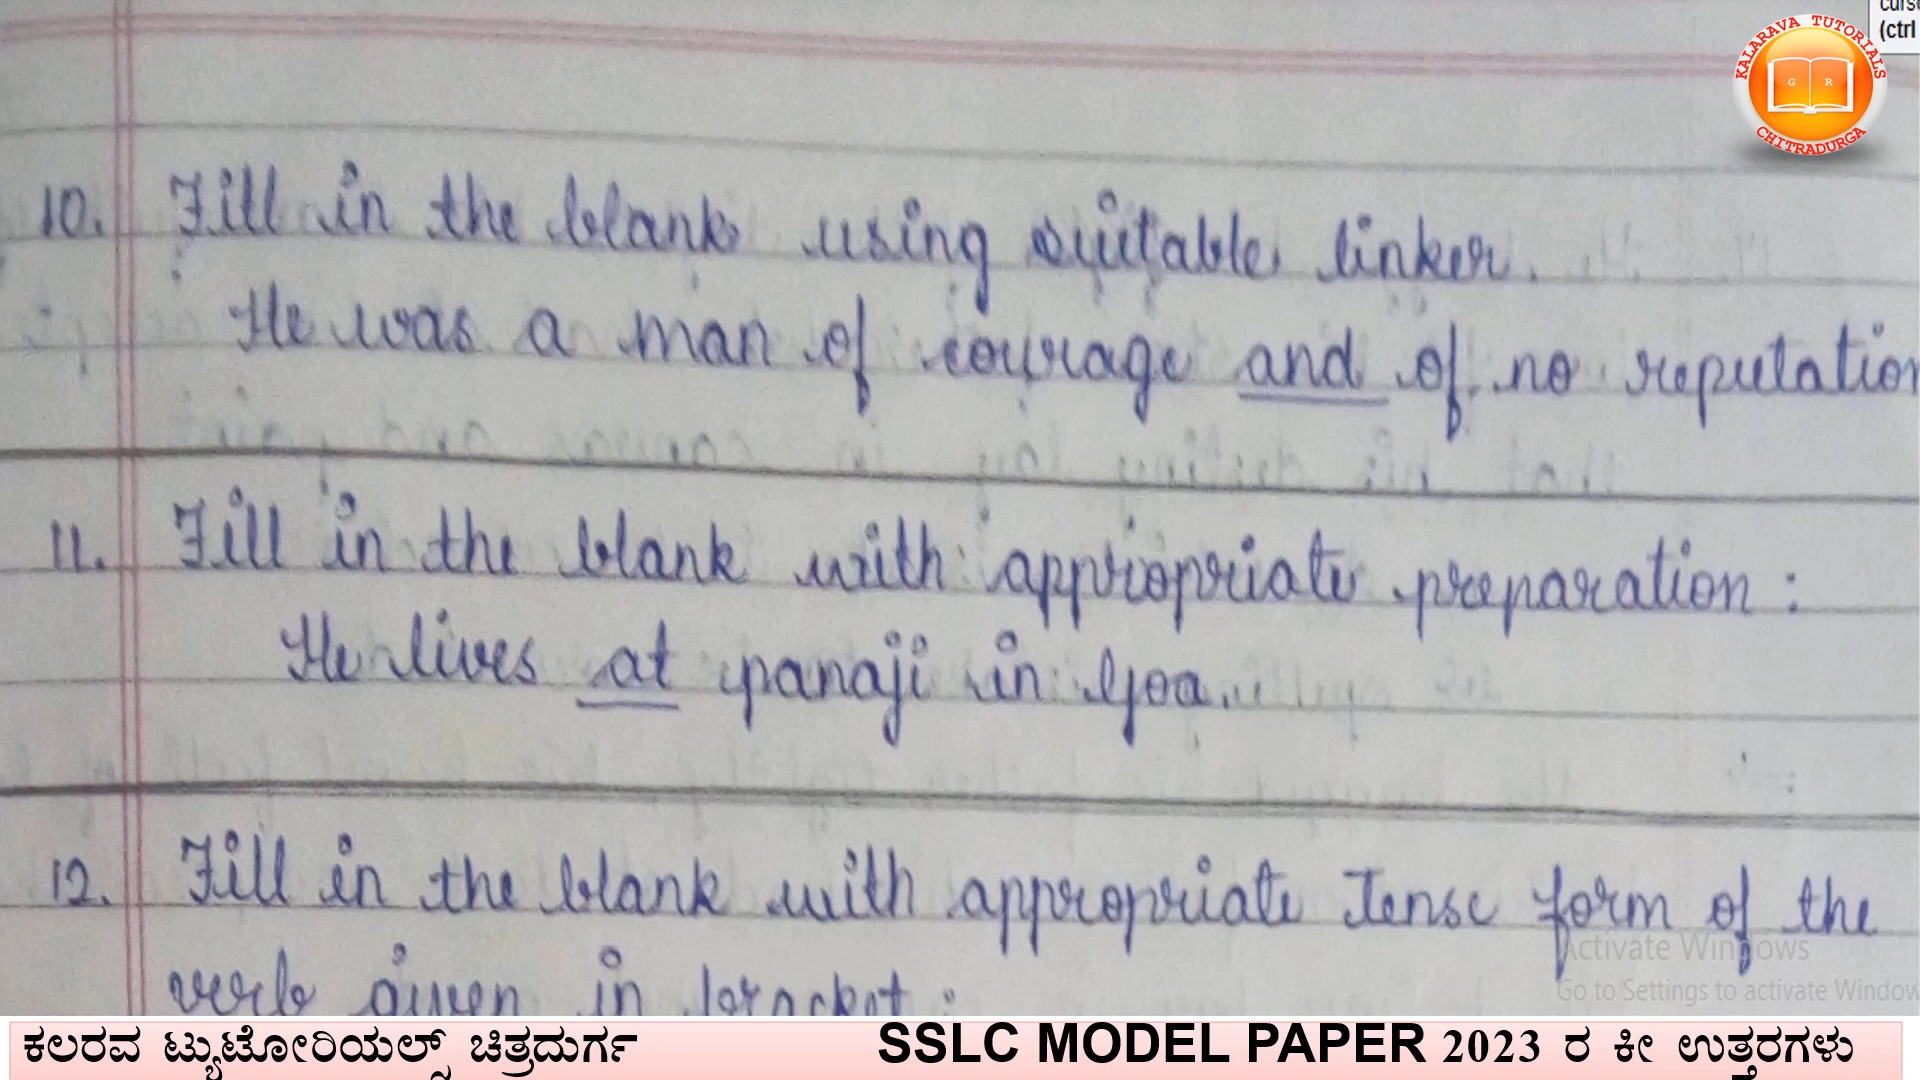 curs
(ctrl
KALARAVA TUTORIALS
G R
CHITRADURGA
10. Fill in the blank using suitable linker.
He was a man of courage and of no reputation
11. Fill in the blank with appropriate preparation :
He lives at panaji in Goa.
12. Fill in the blank with appropriate Tense form of the
verb given in bracket :
Activate Windows
Go to Settings to activate Window
ಕಲರವ ಟ್ಯುಟೋರಿಯಲ್ಸ್ ಚಿತ್ರದುರ್ಗ SSLC MODEL PAPER 2023 ರ ಕೀ ಉತ್ತರಗಳು